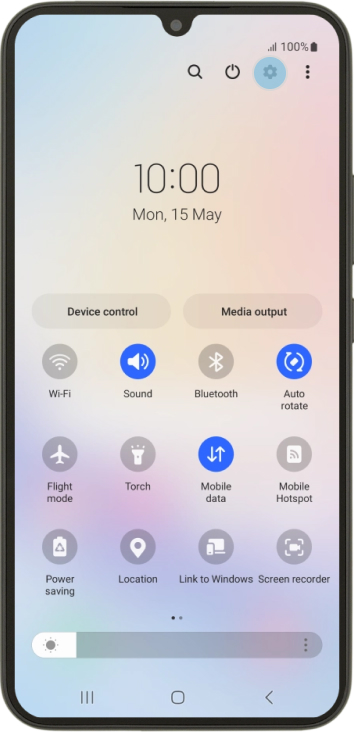 100%
10:00
Mon, 15 May
Device control Media output
Wi-Fi Sound Bluetooth Auto
rotate
Flight
mode Torch Mobile
data Mobile
Hotspot
Power
saving Location Link to Windows Screen recorder